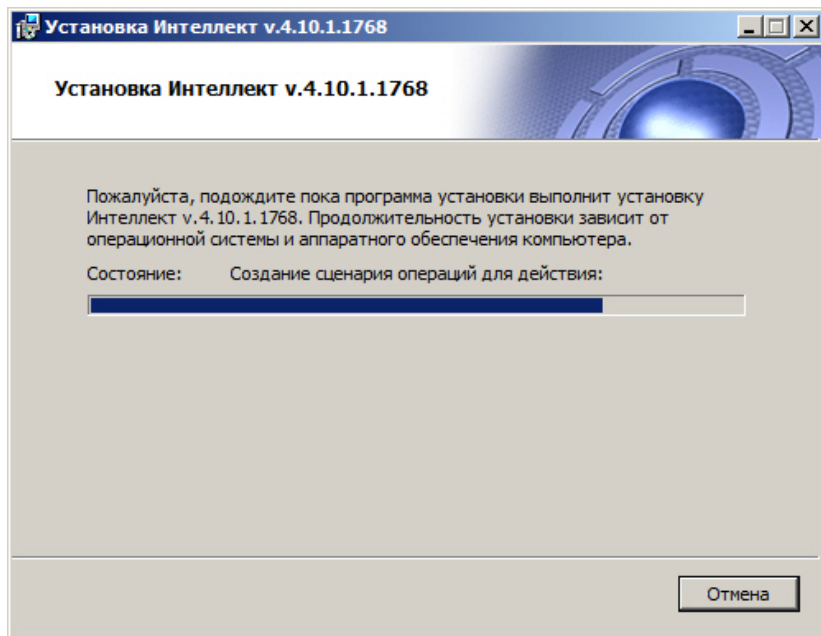 Установка Интеллект v.4.10.1.1768
Установка Интеллект v.4.10.1.1768
Пожалуйста, подождите пока программа установки выполнит установку
Интеллект v.4.10.1.1768. Продолжительность установки зависит от
операционной системы и аппаратного обеспечения компьютера.
Состояние: Создание сценария операций для действия:
Отмена